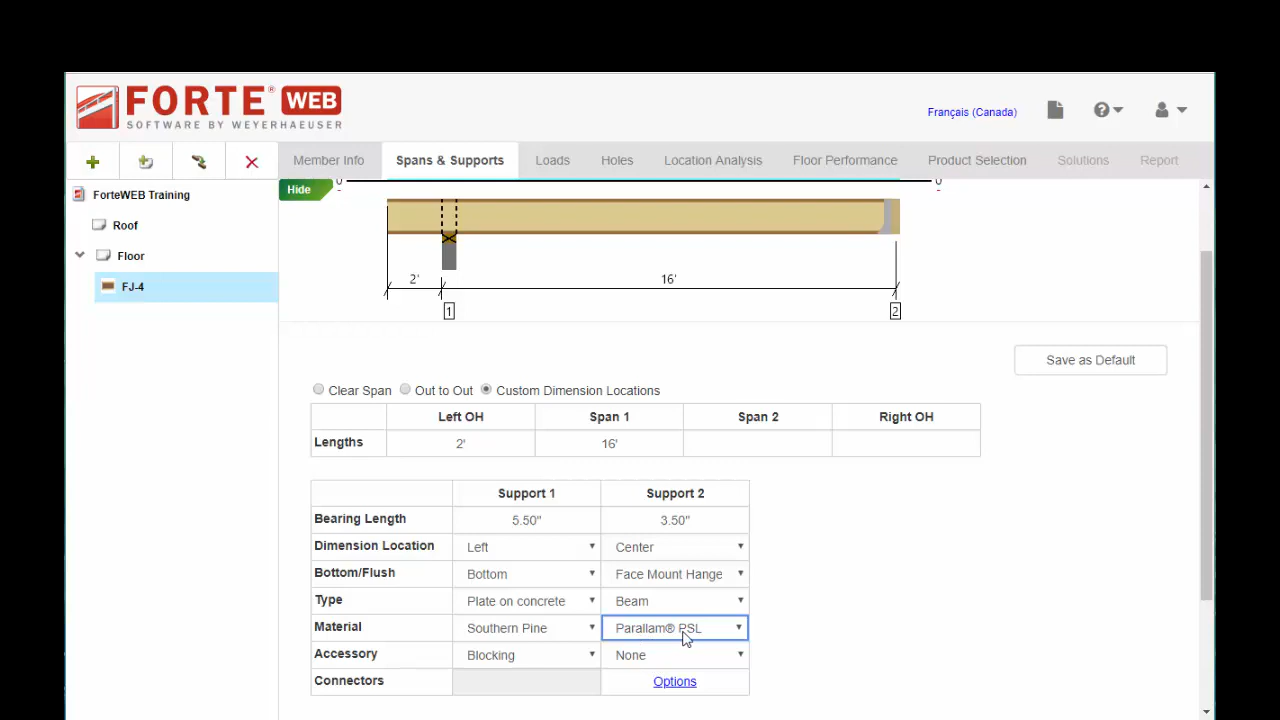 FORTE® WEB
SOFTWARE BY WEYERHAEUSER
Français (Canada)
Member Info
Spans & Supports
Loads
Holes
Location Analysis
Floor Performance
Product Selection
Solutions
Report
ForteWEB Training
Roof
Floor
FJ-4
Hide
2'
16'
1
2
Save as Default
Clear Span
Out to Out
Custom Dimension Locations
Left OH
Span 1
Span 2
Right OH
Lengths
2'
16'
Support 1
Support 2
Bearing Length
5.50"
3.50"
Dimension Location
Left
Center
Bottom/Flush
Bottom
Face Mount Hange
Type
Plate on concrete
Beam
Material
Southern Pine
Parallam® PSL
Accessory
Blocking
None
Connectors
Options